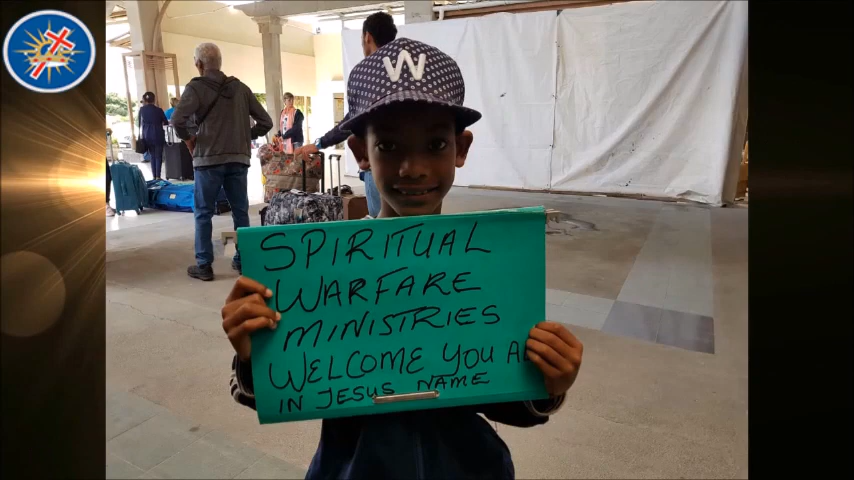 W
SPIRITUAL
WARFARE
MINISTRIES
WELCOME YOU A
IN JESUS NAME